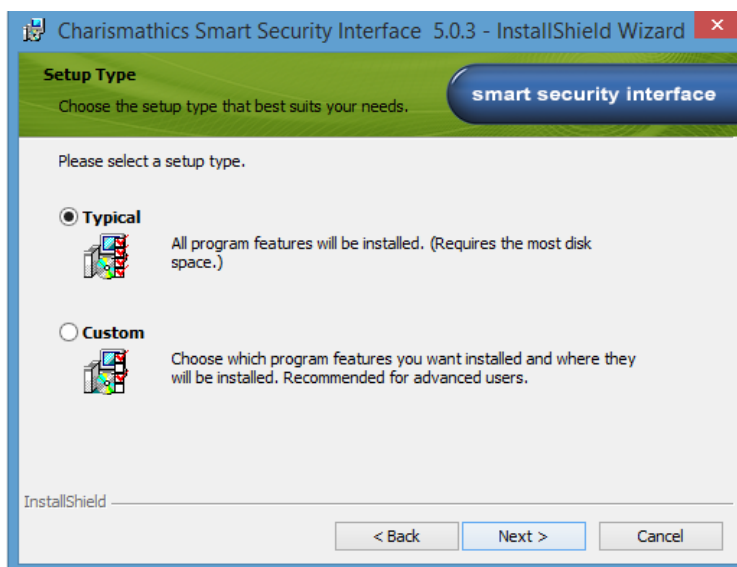 Charismathics Smart Security Interface 5.0.3 - InstallShield Wizard
Setup Type
Choose the setup type that best suits your needs.
smart security interface
Please select a setup type.
Typical
All program features will be installed. (Requires the most disk
space.)
Custom
Choose which program features you want installed and where they
will be installed. Recommended for advanced users.
InstallShield
< Back
Next >
Cancel